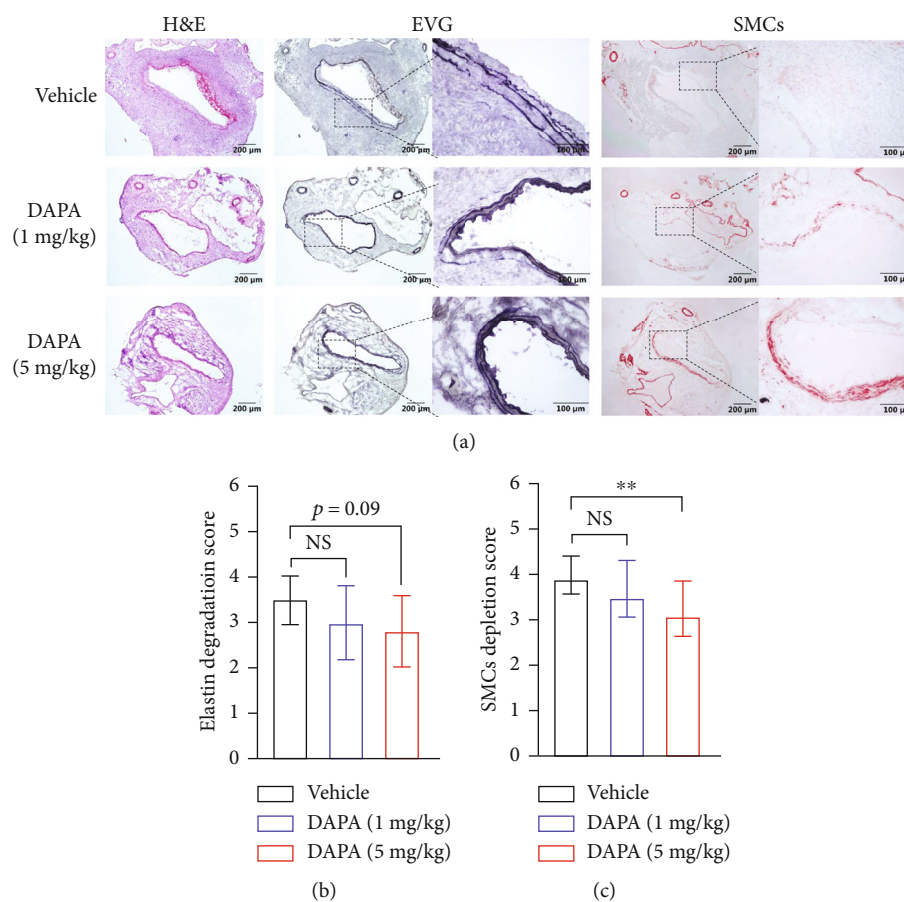 (a)
H&E EVG SMCs
Vehicle
200 μm 200 μm 100 μm 200 μm 100 μm
DAPA
(1 mg/kg)
200 μm 200 μm 100 μm 200 μm 100 μm
DAPA
(5 mg/kg)
200 μm 200 μm 100 μm 200 μm 100 μm
(a)
Elastin degradatioin score
6
5
4
3
2
1
0
p = 0.09
NS
Vehicle
DAPA (1 mg/kg)
DAPA (5 mg/kg)
(b)
SMCs depletion score
6
5
4
3
2
1
0
**
NS
Vehicle
DAPA (1 mg/kg)
DAPA (5 mg/kg)
(c)